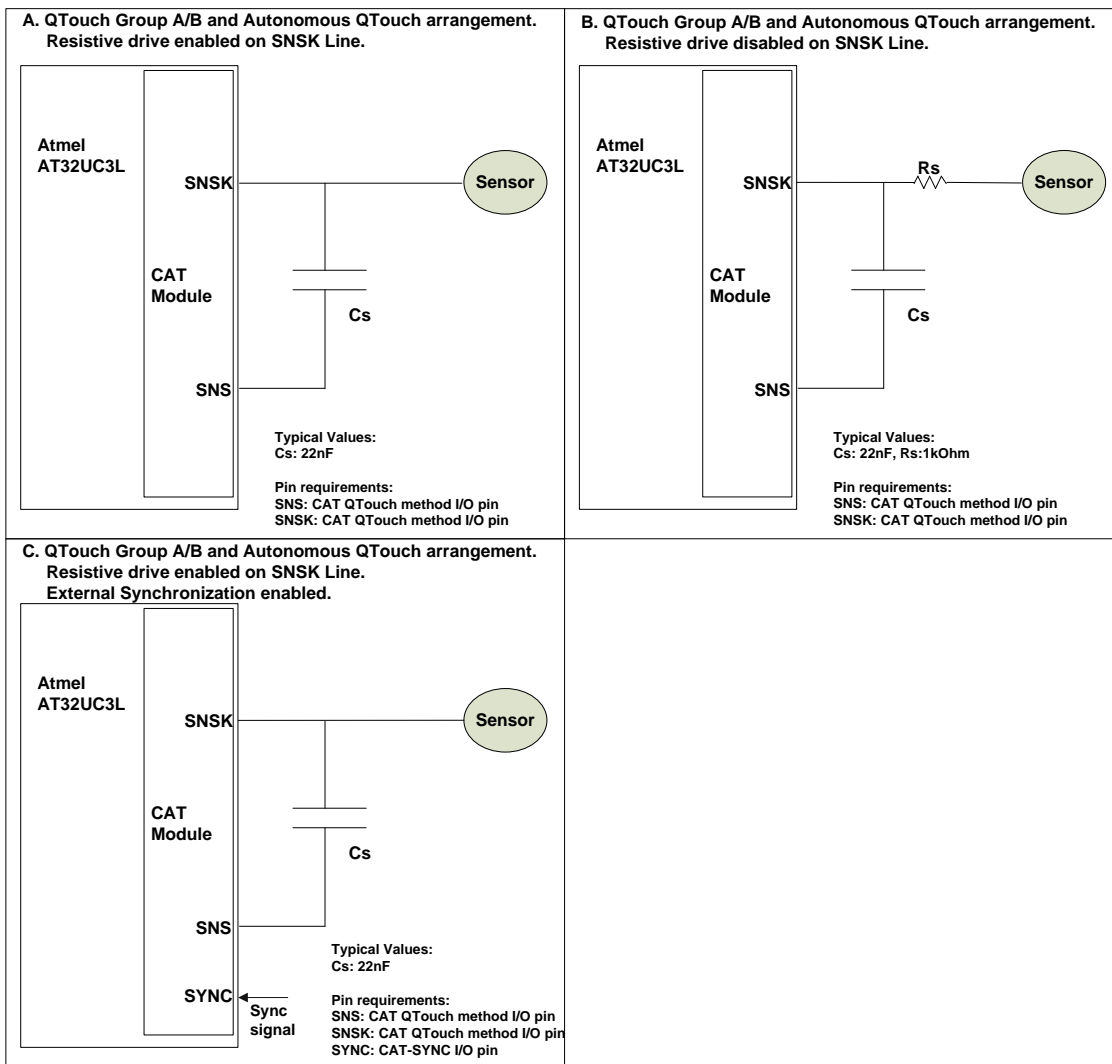 A. QTouch Group A/B and Autonomous QTouch arrangement.
Resistive drive enabled on SNSK Line.
Atmel
AT32UC3L
SNSK
Sensor
CAT
Module
Cs
SNS
Typical Values:
Cs: 22nF
Pin requirements:
SNS: CAT QTouch method I/O pin
SNSK: CAT QTouch method I/O pin
B. QTouch Group A/B and Autonomous QTouch arrangement.
Resistive drive disabled on SNSK Line.
Atmel
AT32UC3L
Rs
SNSK
Sensor
CAT
Module
Cs
SNS
Typical Values:
Cs: 22nF, Rs:1kOhm
Pin requirements:
SNS: CAT QTouch method I/O pin
SNSK: CAT QTouch method I/O pin
C. QTouch Group A/B and Autonomous QTouch arrangement.
Resistive drive enabled on SNSK Line.
External Synchronization enabled.
Atmel
AT32UC3L
SNSK
Sensor
CAT
Module
Cs
SNS
Typical Values:
Cs: 22nF
SYNC
Sync
signal
Pin requirements:
SNS: CAT QTouch method I/O pin
SNSK: CAT QTouch method I/O pin
SYNC: CAT-SYNC I/O pin